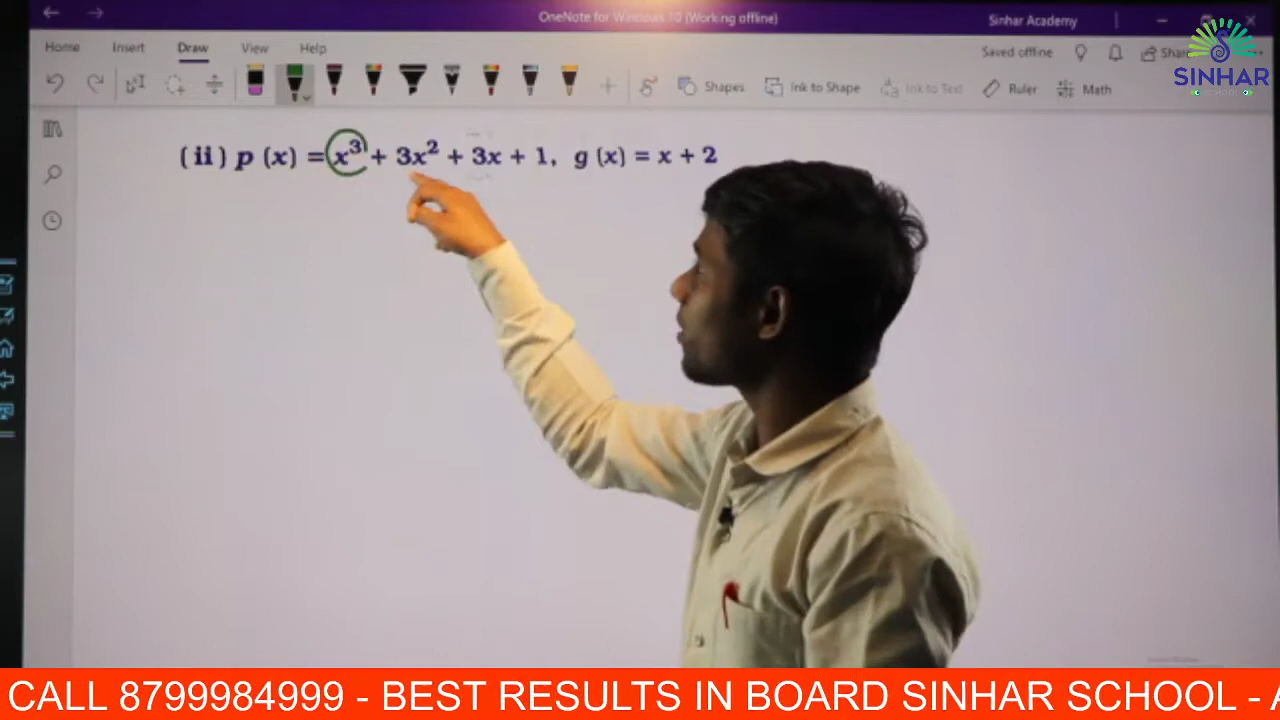 OneNote for Windows 10 (Working offline)
Sinhar Academy
Home Insert Draw View Help
Saved offline
Share
Shapes Ink to Shape Ink to Text Ruler Math
SINHAR
(ii) p (x) = x³ + 3x² + 3x + 1, g (x) = x + 2
CALL 8799984999 - BEST RESULTS IN BOARD SINHAR SCHOOL - A